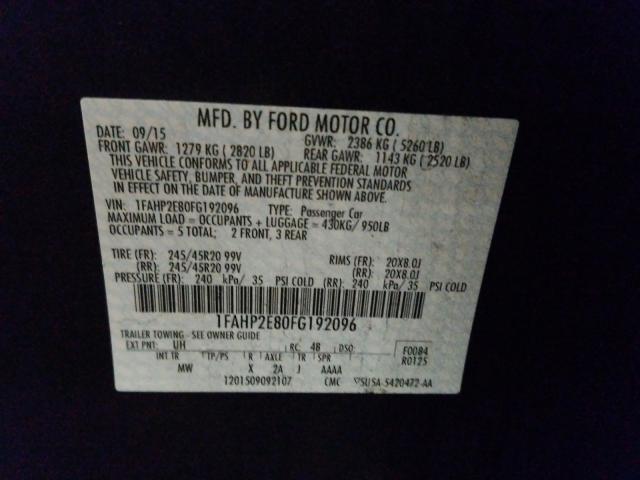 MFD. BY FORD MOTOR CO.
DATE: 09/15 GVWR: 2386 KG ( 5260 LB)
FRONT GAWR: 1279 KG ( 2820 LB) REAR GAWR: 1143 KG ( 2520 LB)
THIS VEHICLE CONFORMS TO ALL APPLICABLE FEDERAL MOTOR
VEHICLE SAFETY, BUMPER, AND THEFT PREVENTION STANDARDS
IN EFFECT ON THE DATE OF MANUFACTURE SHOWN ABOVE.
VIN: 1FAHP2E80FG192096 TYPE: Passenger Car
MAXIMUM LOAD = OCCUPANTS + LUGGAGE = 430KG/ 950LB
OCCUPANTS = 5 TOTAL: 2 FRONT, 3 REAR
TIRE (FR): 245/45R20 99V RIMS (FR): 20X8.0J
(RR): 245/45R20 99V (RR): 20X8.0J
PRESSURE (FR): 240 kPa/ 35 PSI COLD (RR): 240 kPa/ 35 PSI COLD
1FAHP2E80FG192096
TRAILER TOWING - SEE OWNER GUIDE
EXT PNT: UH RC: 4B DSO: F0084
INT TR TP/PS R AXLE TR SPR R0125
MW X 2A J AAAA
1201509092107 CMC SUSA-5420472-AA